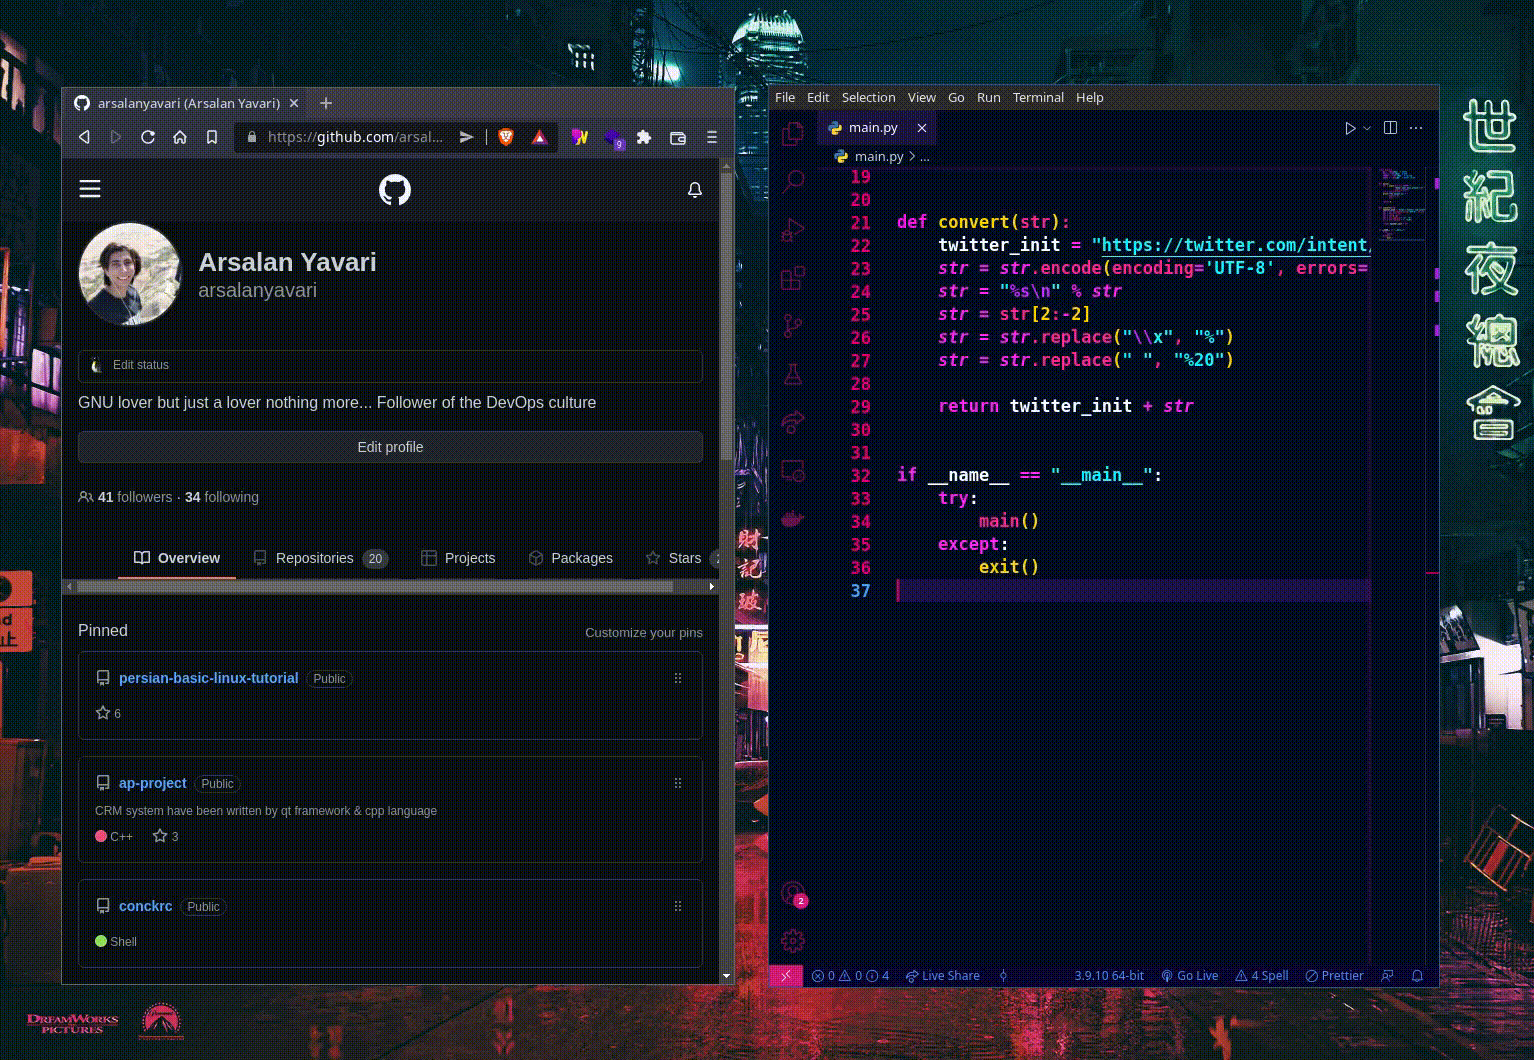 arsalanyavari (Arsalan Yavari)
https://github.com/arsal...
9
Arsalan Yavari
arsalanyavari
Edit status
GNU lover but just a lover nothing more... Follower of the DevOps culture
Edit profile
41 followers · 34 following
Overview Repositories 20 Projects Packages Stars
Pinned Customize your pins
persian-basic-linux-tutorial Public
6
ap-project Public
CRM system have been written by qt framework & cpp language
C++ 3
conckrc Public
Shell
File Edit Selection View Go Run Terminal Help
main.py
main.py > ...
19
20
21 def convert(str):
22 twitter_init = "https://twitter.com/intent/
23 str = str.encode(encoding='UTF-8', errors=
24 str = "%s\n" % str
25 str = str[2:-2]
26 str = str.replace("\\x", "%")
27 str = str.replace(" ", "%20")
28
29 return twitter_init + str
30
31
32 if __name__ == "__main__":
33 try:
34 main()
35 except:
36 exit()
37
2
0 0 4 Live Share 3.9.10 64-bit Go Live 4 Spell Prettier
世紀夜總會
財記
DREAMWORKS
PICTURES